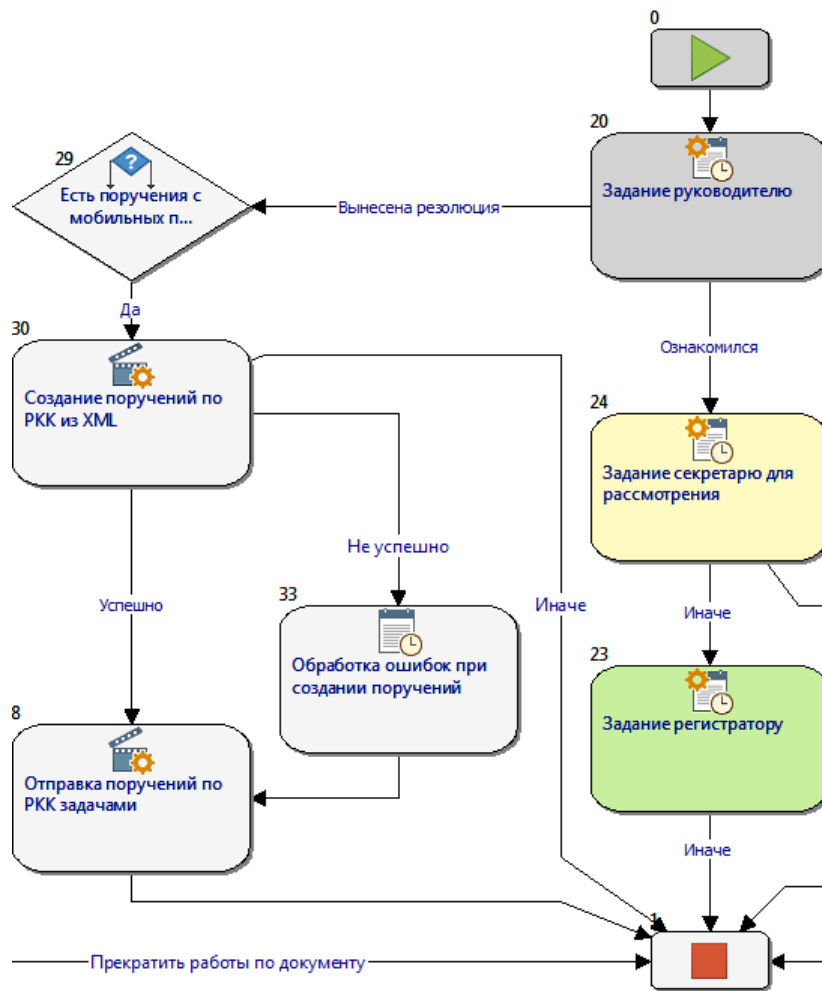 0
20
Задание руководителю
29
Есть поручения с
мобильных п...
Вынесена резолюция
Да
Ознакомился
30
Создание поручений по
РКК из XML
24
Задание секретарю для
рассмотрения
Не успешно
Успешно
Иначе
Иначе
33
Обработка ошибок при
создании поручений
23
Задание регистратору
8
Отправка поручений по
РКК задачами
Иначе
1
Прекратить работы по документу